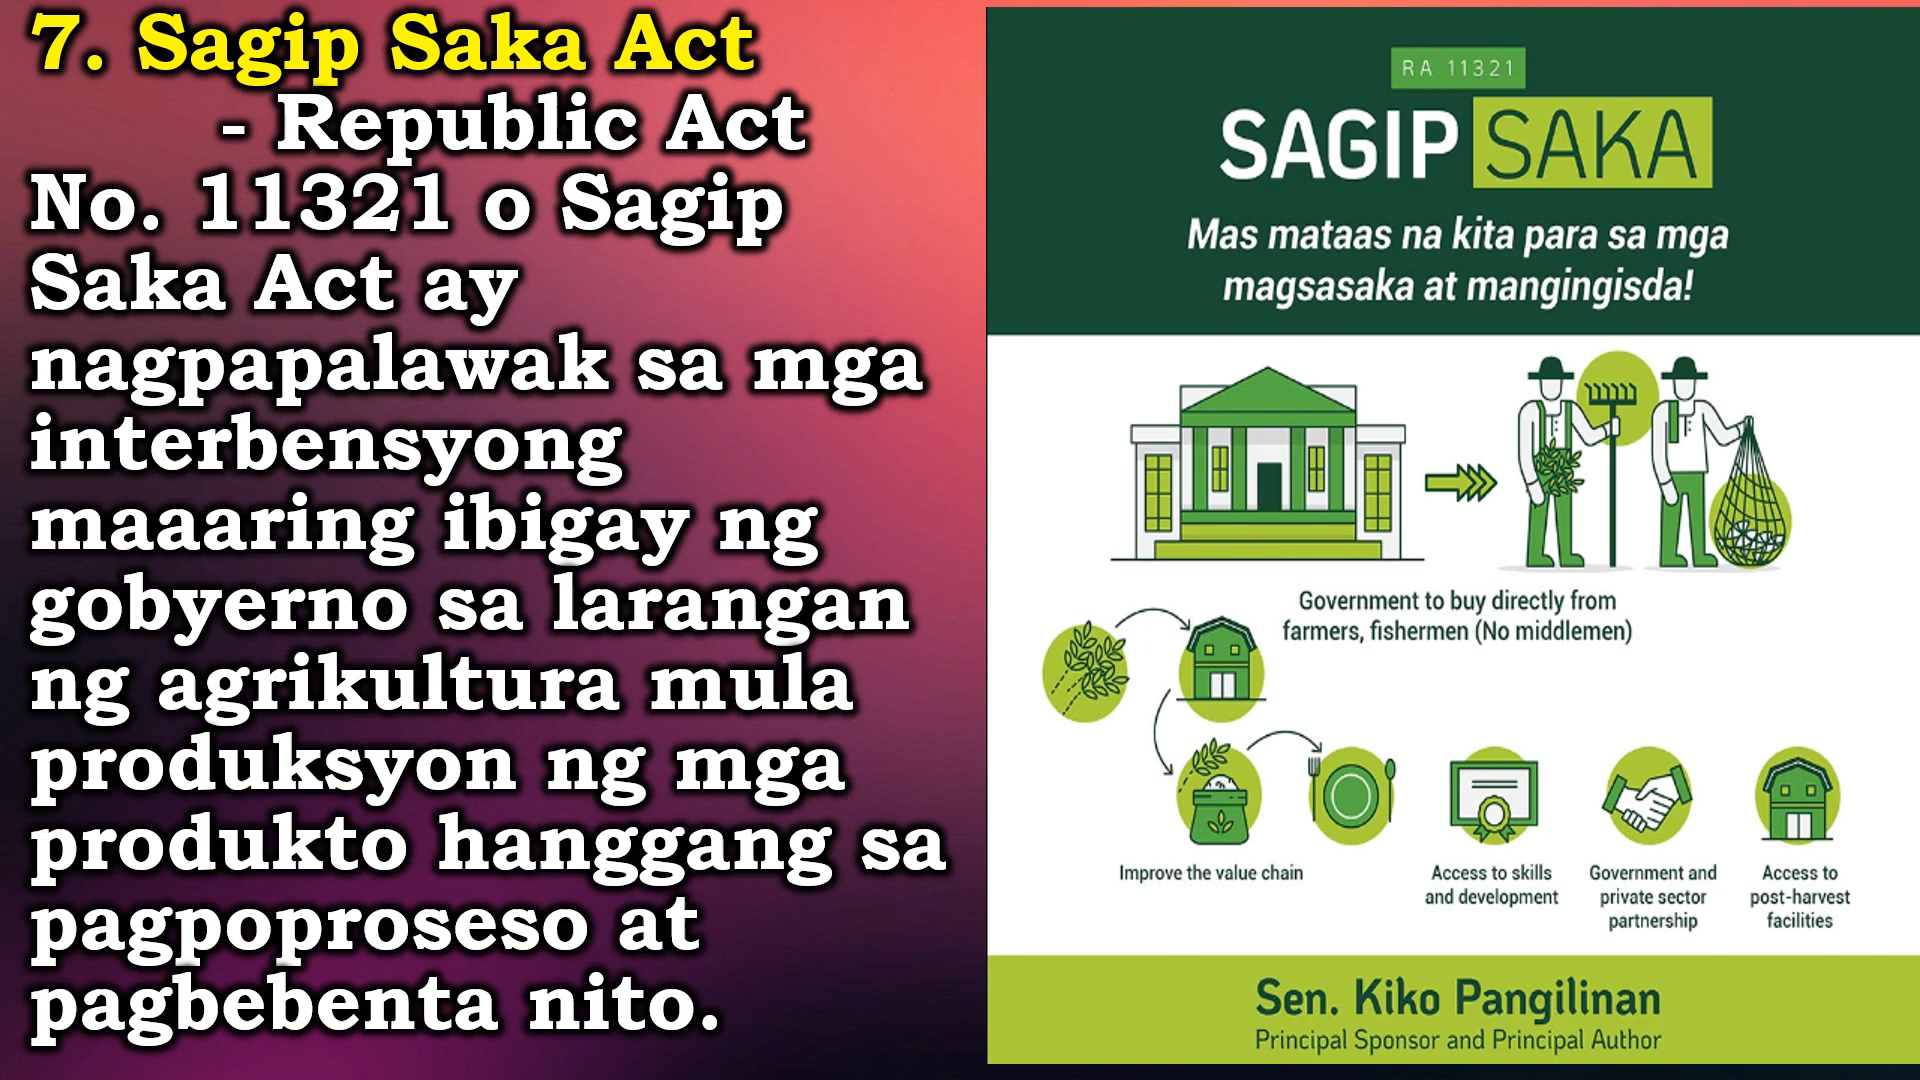 7. Sagip Saka Act
- Republic Act
No. 11321 o Sagip
Saka Act ay
nagpapalawak sa mga
interbensyong
maaaring ibigay ng
gobyerno sa larangan
ng agrikultura mula
produksyon ng mga
produkto hanggang sa
pagpoproseso at
pagbebenta nito.
RA 11321
SAGIP SAKA
Mas mataas na kita para sa mga
magsasaka at mangingisda!
Government to buy directly from
farmers, fishermen (No middlemen)
Improve the value chain
Access to skills
and development
Government and
private sector
partnership
Access to
post-harvest
facilities
Sen. Kiko Pangilinan
Principal Sponsor and Principal Author